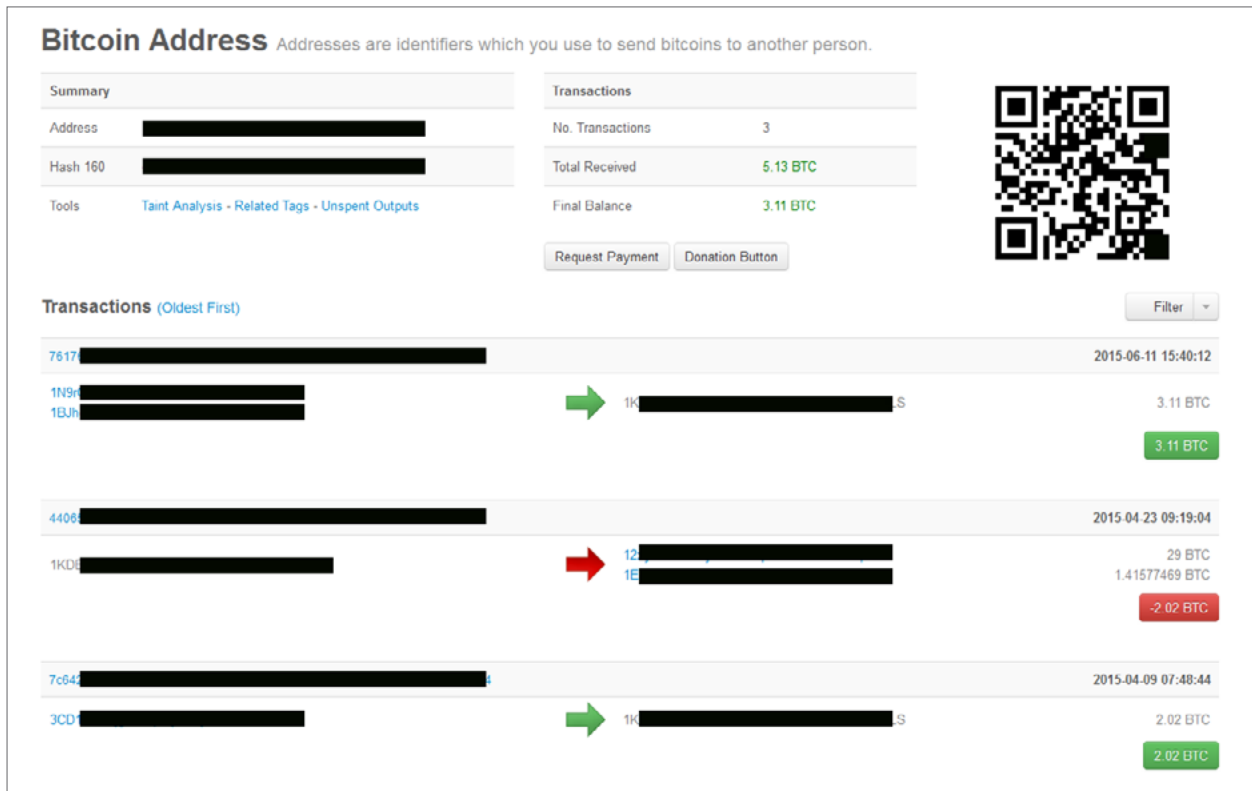 Bitcoin Address Addresses are identifiers which you use to send bitcoins to another person.
Summary
Address
Hash 160
Tools Taint Analysis - Related Tags - Unspent Outputs
Transactions
No. Transactions 3
Total Received 5.13 BTC
Final Balance 3.11 BTC
Request Payment Donation Button
Transactions (Oldest First)
Filter
7617 2015-06-11 15:40:12
1N9r
1BJh
1K LS 3.11 BTC
3.11 BTC
4406 2015-04-23 09:19:04
1KDE
12 29 BTC
1E 1.41577469 BTC
-2.02 BTC
7c642 4 2015-04-09 07:48:44
3CD1
1K LS 2.02 BTC
2.02 BTC